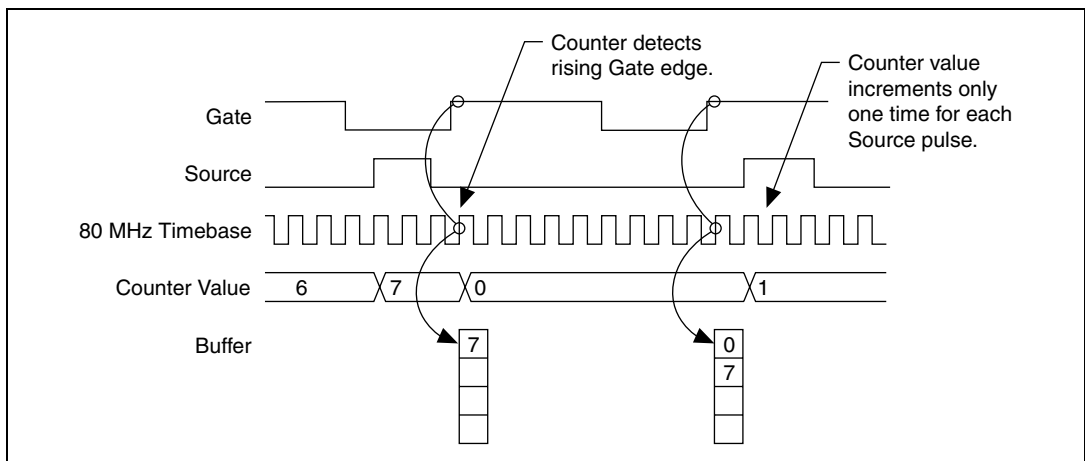 Counter detects
rising Gate edge.
Counter value
increments only
one time for each
Source pulse.
Gate
Source
80 MHz Timebase
Counter Value
6
7
0
1
Buffer
7
0
7